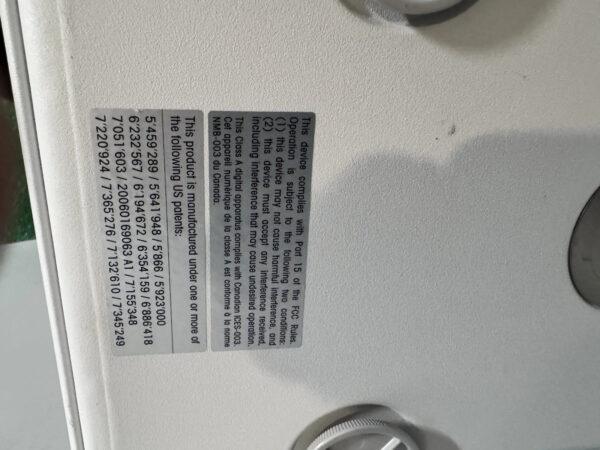 This device complies with Part 15 of the FCC Rules.
Operation is subject to the following two conditions:
(1) this device may not cause harmful interference, and
(2) this device must accept any interference received,
including interference that may cause undesired operation.
This Class A digital apparatus complies with Canadian ICES-003.
Cet appareil numérique de la classe A est conforme à la norme
NMB-003 du Canada.
This product is manufactured under one or more of
the following US patents:
5'459'289 / 5'641'948 / 5'866 / 5'923'000
6'232'567 / 6'194'672 / 6'354'159 / 6'886'418
7'051'603 / 20060169063 A1 / 7'155'348
7'220'924 / 7'365'276 / 7'132'610 / 7'345'249